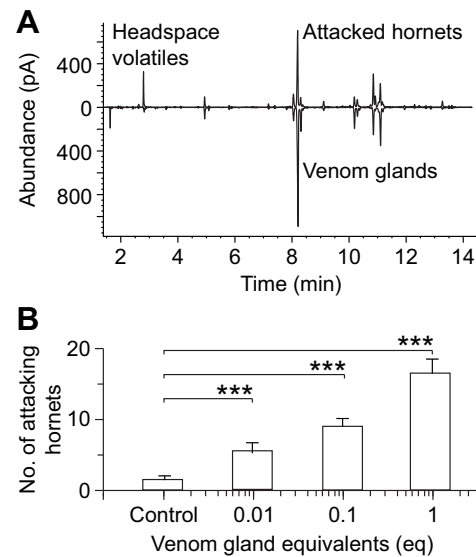 A
Headspace
volatiles
Attacked hornets
Abundance (pA)
400
0
400
800
Venom glands
2 4 6 8 10 12 14
Time (min)
B
No. of attacking
hornets
20
10
0
***
***
***
Control 0.01 0.1 1
Venom gland equivalents (eq)